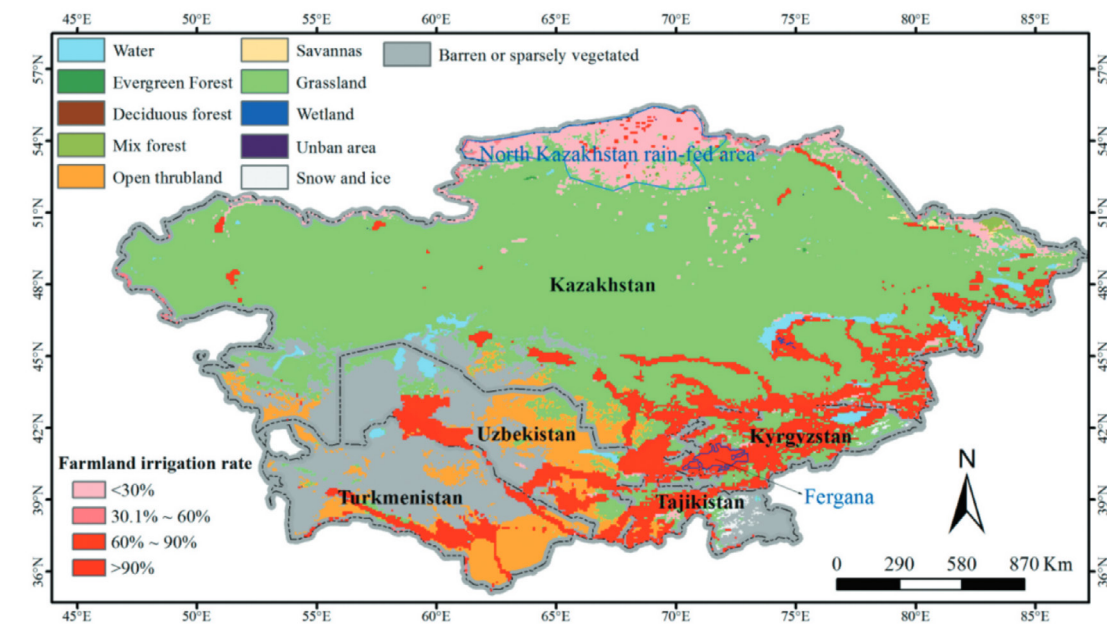 45°E 50°E 55°E 60°E 65°E 70°E 75°E 80°E 85°E
Water
Savannas
Barren or sparsely vegetated
Evergreen Forest
Grassland
Deciduous forest
Wetland
Mix forest
Unban area
Open thrubland
Snow and ice
57°N
54°N
51°N
48°N
45°N
42°N
39°N
36°N
57°N
54°N
51°N
48°N
45°N
42°N
39°N
36°N
North Kazakhstan rain-fed area
Kazakhstan
Uzbekistan
Kyrgyzstan
Turkmenistan
Tajikistan
Fergana
Farmland irrigation rate
<30%
30.1% ~ 60%
60% ~ 90%
>90%
N
0 290 580 870 Km
45°E 50°E 55°E 60°E 65°E 70°E 75°E 80°E 85°E